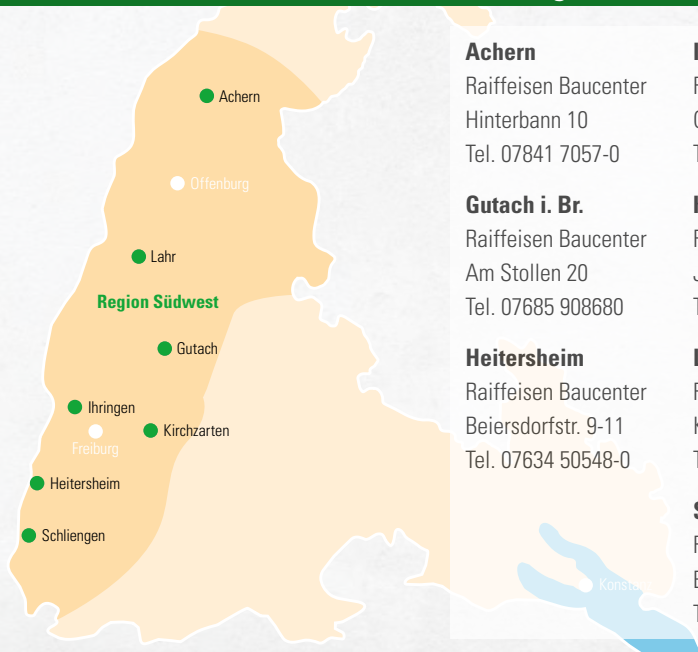 Achern
Offenburg
Lahr
Region Südwest
Gutach
Ihringen
Kirchzarten
Freiburg
Heitersheim
Schliengen
Achern
Raiffeisen Baucenter
Hinterbann 10
Tel. 07841 7057-0
Gutach i. Br.
Raiffeisen Baucenter
Am Stollen 20
Tel. 07685 908680
Heitersheim
Raiffeisen Baucenter
Beiersdorfstr. 9-11
Tel. 07634 50548-0